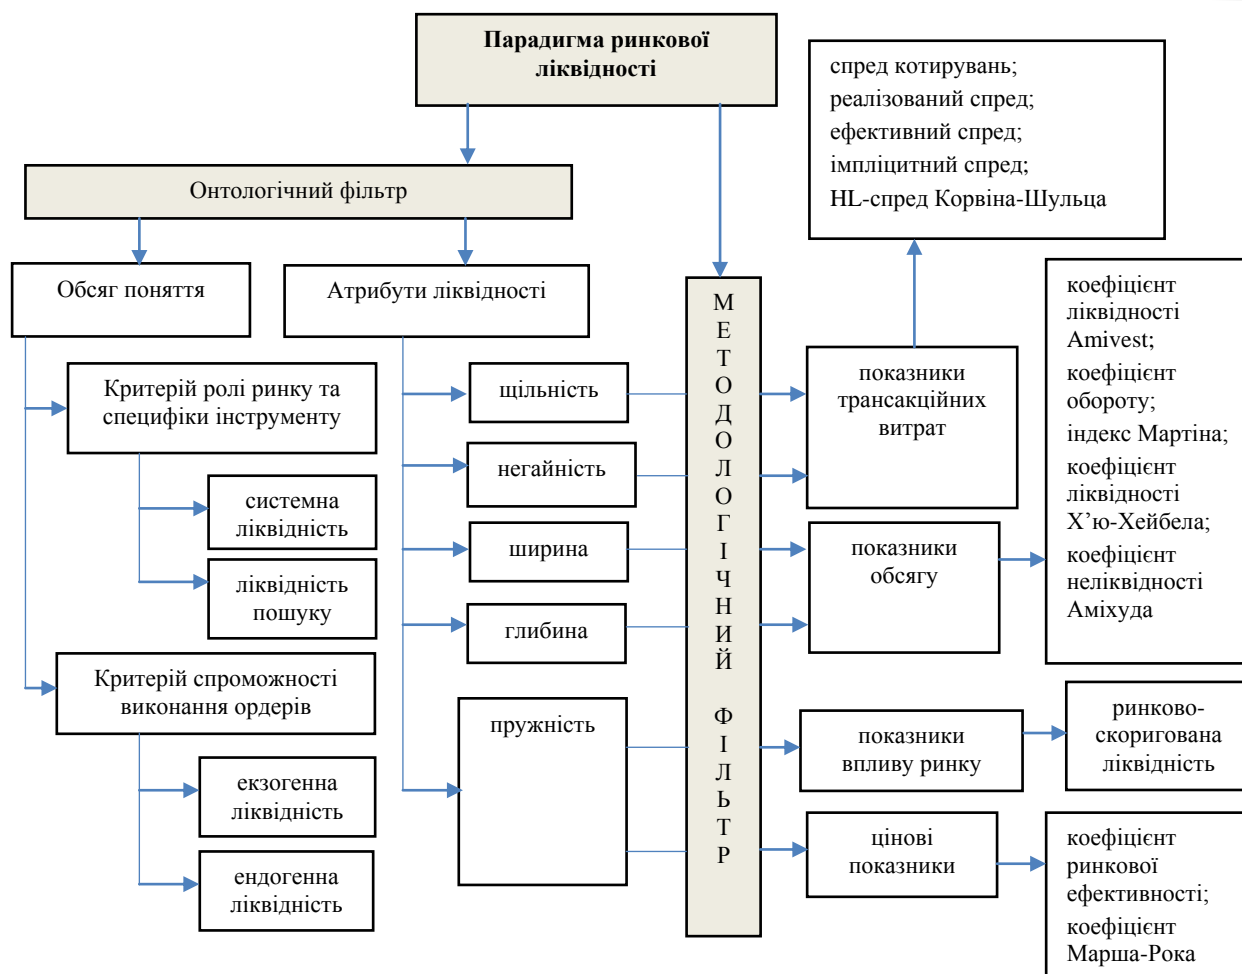 Парадигма ринкової
ліквідності
спред котирувань;
реалізований спред;
ефективний спред;
імпліцитний спред;
HL-спред Корвіна-Шульца
Онтологічний фільтр
Обсяг поняття
Атрибути ліквідності
Критерій ролі ринку та
специфіки інструменту
системна
ліквідність
ліквідність
пошуку
Критерій спроможності
виконання ордерів
екзогенна
ліквідність
ендогенна
ліквідність
щільність
негайність
ширина
глибина
пружність
МЕТОДОЛОГІЧНИЙ ФІЛЬТР
показники
трансакційних
витрат
показники
обсягу
показники
впливу ринку
цінові
показники
коефіцієнт
ліквідності
Amivest;
коефіцієнт
обороту;
індекс Мартіна;
коефіцієнт
ліквідності
Х’ю-Хейбела;
коефіцієнт
неліквідності
Аміхуда
ринково-
скоригована
ліквідність
коефіцієнт
ринкової
ефективності;
коефіцієнт
Марша-Рока